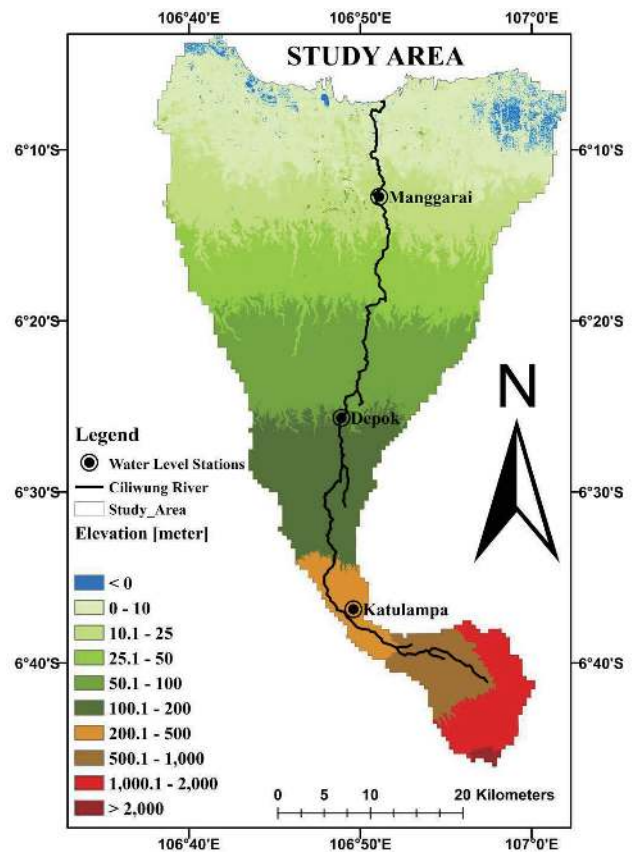 106°40'E 106°50'E 107°0'E
STUDY AREA
6°10'S 6°10'S
Manggarai
6°20'S 6°20'S
Depok
N
Legend
Water Level Stations
Ciliwung River
Study_Area
Elevation [meter]
6°30'S 6°30'S
< 0
0 - 10
10.1 - 25
25.1 - 50
50.1 - 100
100.1 - 200
200.1 - 500
500.1 - 1,000
1,000.1 - 2,000
> 2,000
Katulampa
6°40'S 6°40'S
0 5 10 20 Kilometers
106°40'E 106°50'E 107°0'E